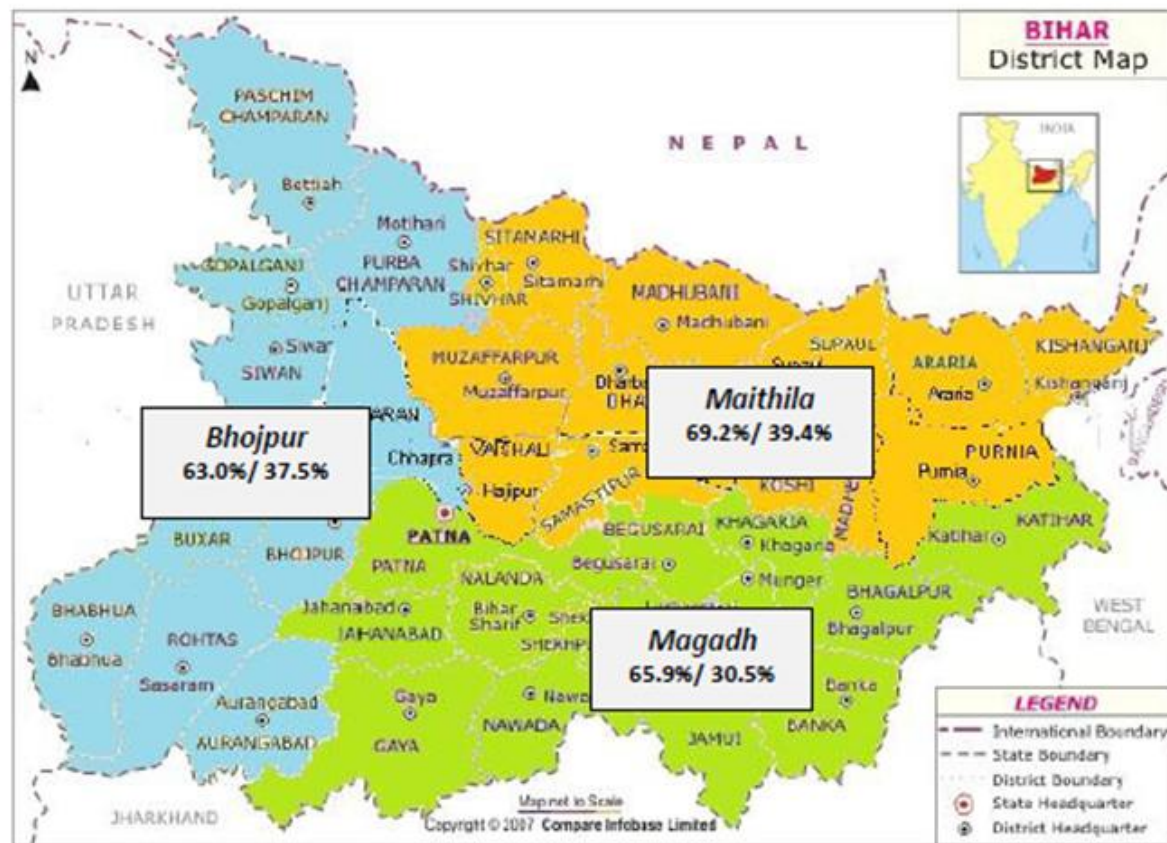 BIHAR
District Map
N
INDIA
NEPAL
PASCHIM
CHAMPARAN
Bettiah
Motihari
PURBA
CHAMPARAN
GOPALGANJ
Gopalganj
UTTAR
PRADESH
SIWAN
SITAMARHI
Sitamarhi
Shivhar
SHIVHAR
MADHUBANI
Madhubani
SUPAUL
ARARIA
Araria
KISHANGANJ
Kishanganj
MUZAFFARPUR
Muzaffarpur
Maithila
69.2%/ 39.4%
Bhojpur
63.0%/ 37.5%
Chhapra
VAISHALI
Hajipur
SAMASTIPUR
KOSHI
PURNIA
Purnia
PATNA
BUXAR
BHOJPUR
PATNA
BEGUSARAI
Begusarai
KHAGARIA
Khagaria
KATIHAR
Katihar
NALANDA
Munger
BHAGALPUR
Bhagalpur
WEST
BENGAL
BHABHUA
Bhabhua
ROHTAS
Sasaram
Jahanabad
JAHANABAD
Bihar
Sharif
Magadh
65.9%/ 30.5%
Aurangabad
AURANGABAD
Gaya
GAYA
NAWADA
JAMUI
Banka
BANKA
JHARKHAND
Map not to Scale
Copyright © 2007 Compare Infobase Limited
LEGEND
International Boundary
State Boundary
District Boundary
State Headquarter
District Headquarter